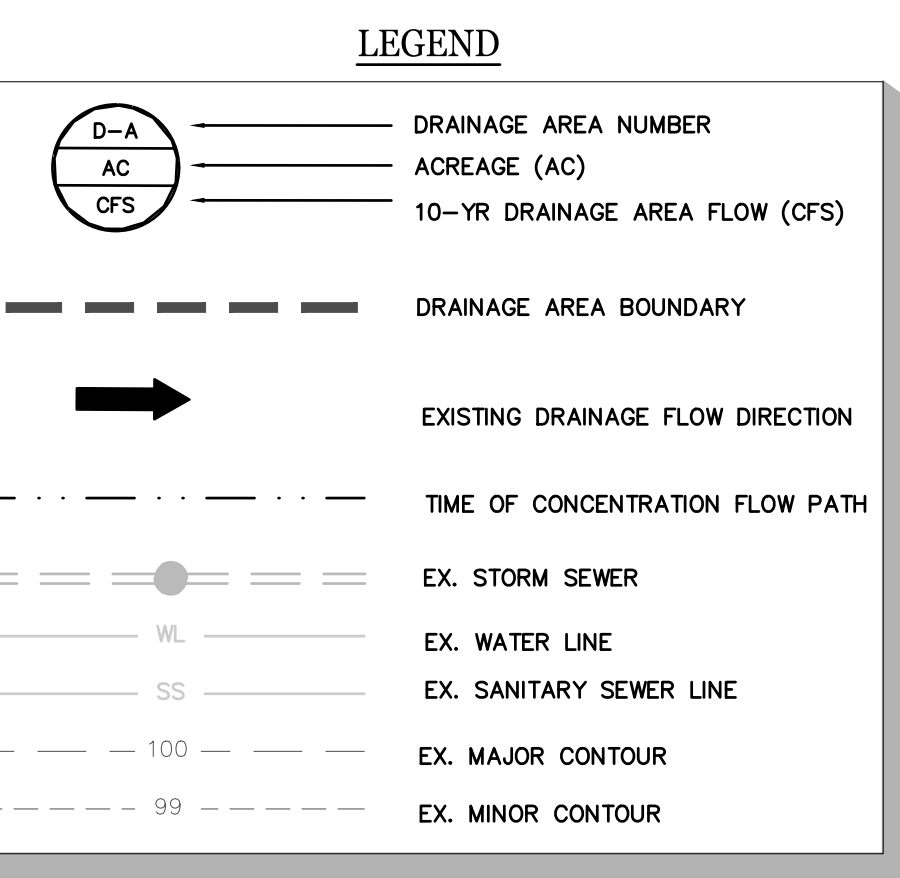 LEGEND
D-A
DRAINAGE AREA NUMBER
AC
ACREAGE (AC)
CFS
10-YR DRAINAGE AREA FLOW (CFS)
DRAINAGE AREA BOUNDARY
EXISTING DRAINAGE FLOW DIRECTION
TIME OF CONCENTRATION FLOW PATH
EX. STORM SEWER
WL
EX. WATER LINE
SS
EX. SANITARY SEWER LINE
100
EX. MAJOR CONTOUR
99
EX. MINOR CONTOUR